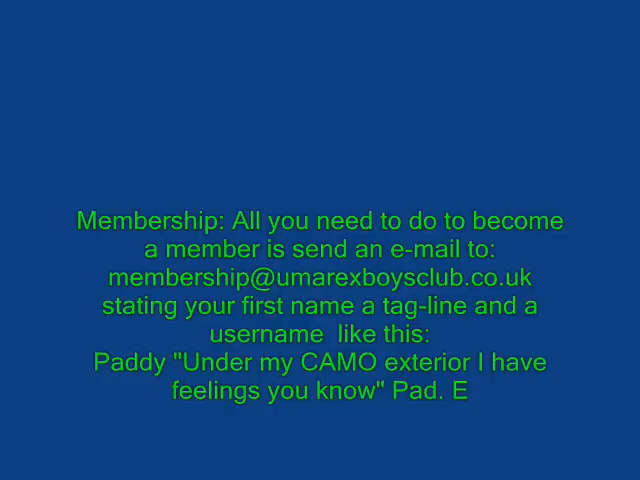 Membership: All you need to do to become
a member is send an e-mail to:
membership@umarexboysclub.co.uk
stating your first name a tag-line and a
username  like this:
Paddy "Under my CAMO exterior I have
feelings you know" Pad. E